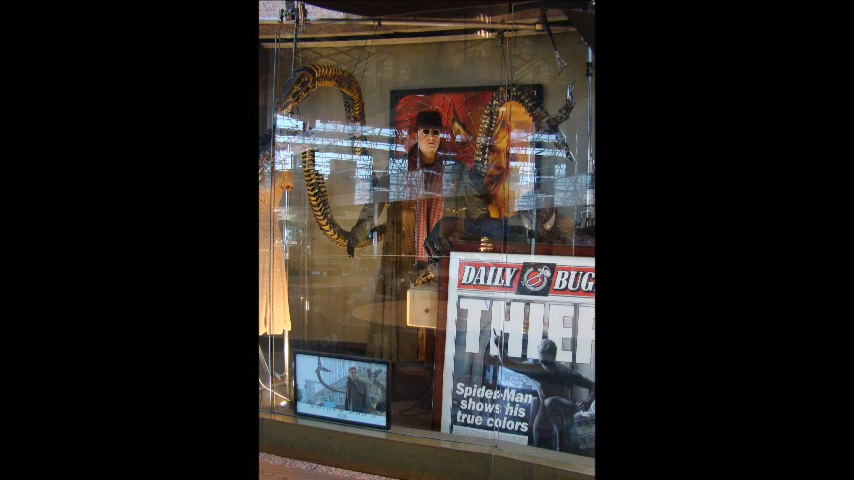 DAILY BUG
THIEF
Spider-Man
shows his
true colors